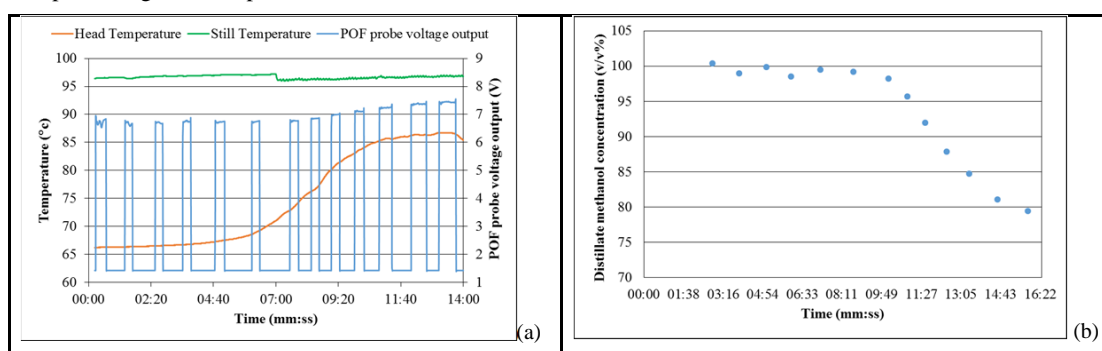 Head Temperature Still Temperature POF probe voltage output
100
95
90
85
80
75
70
65
60
Temperature (°c)
9
8
7
6
5
4
3
2
1
POF probe voltage output (V)
00:00 02:20 04:40 07:00 09:20 11:40 14:00
Time (mm:ss)
(a)
105
100
95
90
85
80
75
70
Distillate methanol concentration (v/v%)
00:00 01:38 03:16 04:54 06:33 08:11 09:49 11:27 13:05 14:43 16:22
Time (mm:ss)
(b)